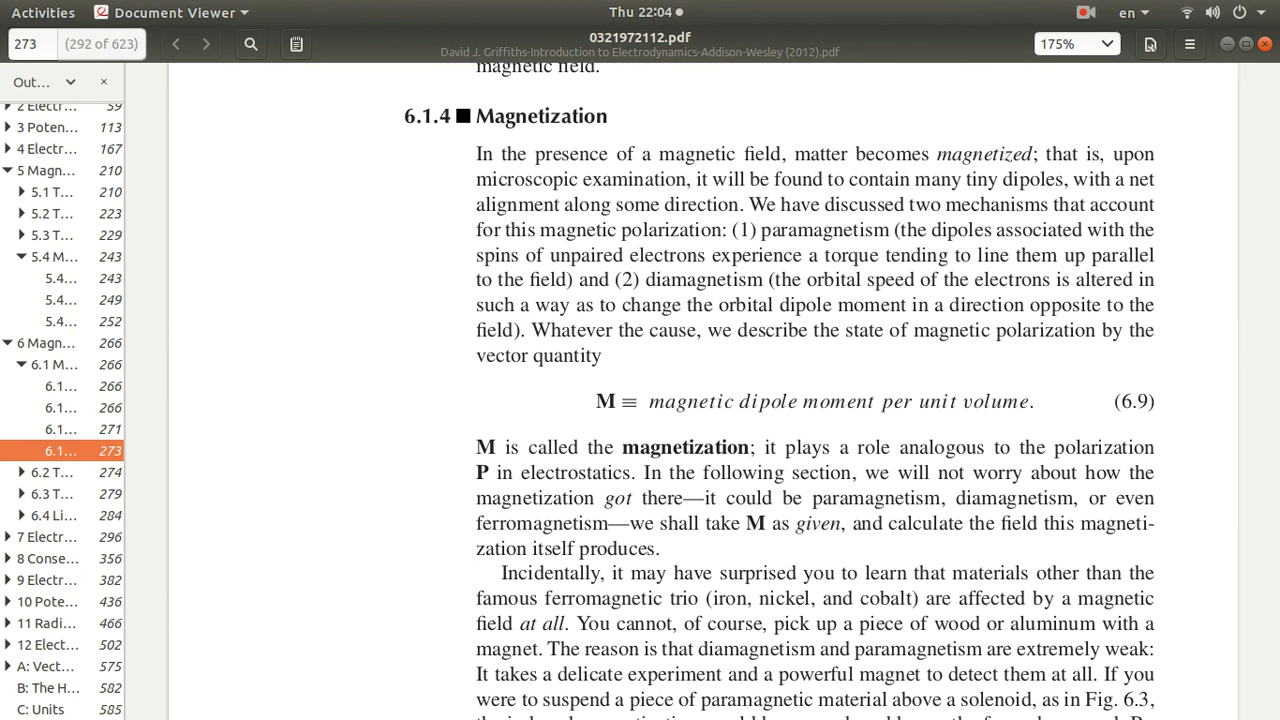 Activities
Document Viewer
Thu 22:04
en
273
(292 of 623)
0321972112.pdf
David J. Griffiths-Introduction to Electrodynamics-Addison-Wesley (2012).pdf
175%
Out...
2 Electr... 59
3 Poten... 113
4 Electr... 167
5 Magn... 210
5.1 T... 210
5.2 T... 223
5.3 T... 229
5.4 M... 243
5.4... 243
5.4... 249
5.4... 252
6 Magn... 266
6.1 M... 266
6.1... 266
6.1... 266
6.1... 271
6.1... 273
6.2 T... 274
6.3 T... 279
6.4 Li... 284
7 Electr... 296
8 Conse... 356
9 Electr... 382
10 Pote... 436
11 Radi... 466
12 Elect... 502
A: Vect... 575
B: The H... 582
C: Units 585
magnetic field.
6.1.4 ■ Magnetization
In the presence of a magnetic field, matter becomes magnetized; that is, upon
microscopic examination, it will be found to contain many tiny dipoles, with a net
alignment along some direction. We have discussed two mechanisms that account
for this magnetic polarization: (1) paramagnetism (the dipoles associated with the
spins of unpaired electrons experience a torque tending to line them up parallel
to the field) and (2) diamagnetism (the orbital speed of the electrons is altered in
such a way as to change the orbital dipole moment in a direction opposite to the
field). Whatever the cause, we describe the state of magnetic polarization by the
vector quantity
M ≡ magnetic dipole moment per unit volume. (6.9)
M is called the magnetization; it plays a role analogous to the polarization
P in electrostatics. In the following section, we will not worry about how the
magnetization got there—it could be paramagnetism, diamagnetism, or even
ferromagnetism—we shall take M as given, and calculate the field this magneti-
zation itself produces.
Incidentally, it may have surprised you to learn that materials other than the
famous ferromagnetic trio (iron, nickel, and cobalt) are affected by a magnetic
field at all. You cannot, of course, pick up a piece of wood or aluminum with a
magnet. The reason is that diamagnetism and paramagnetism are extremely weak:
It takes a delicate experiment and a powerful magnet to detect them at all. If you
were to suspend a piece of paramagnetic material above a solenoid, as in Fig. 6.3,